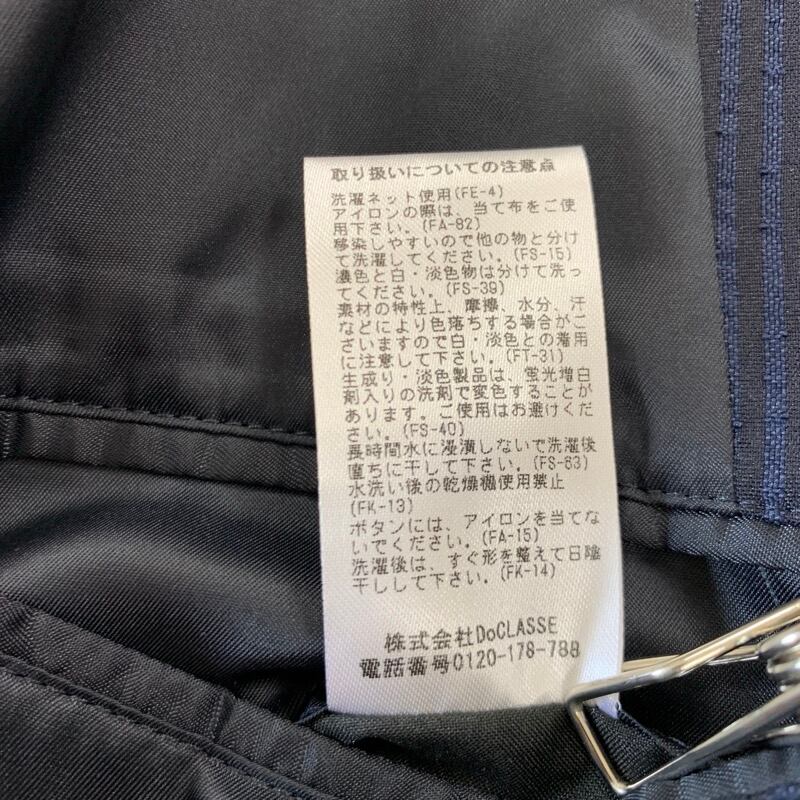 取り扱いについての注意点
洗濯ネット使用(FE-4)
アイロンの際は、当て布をご使
用下さい。(FA-82)
移染しやすいので他の物と分け
て洗濯してください。(FS-15)
濃色と白・淡色物は分けて洗っ
てください。(FS-39)
素材の特性上、摩擦、水分、汗
などにより色落ちする場合がご
ざいますので白・淡色との着用
に注意して下さい。(FT-31)
生成り・淡色製品は、蛍光増白
剤入りの洗剤で変色することが
あります。ご使用はお避けくだ
さい。(FS-40)
長時間水に浸漬しないで洗濯後
直ちに干して下さい。(FS-63)
水洗い後の乾燥機使用禁止
(FK-13)
ボタンには、アイロンを当てな
いでください。(FA-15)
洗濯後は、すぐ形を整えて日陰
干しして下さい。(FK-14)
株式会社DoCLASSE
電話番号0120-178-788